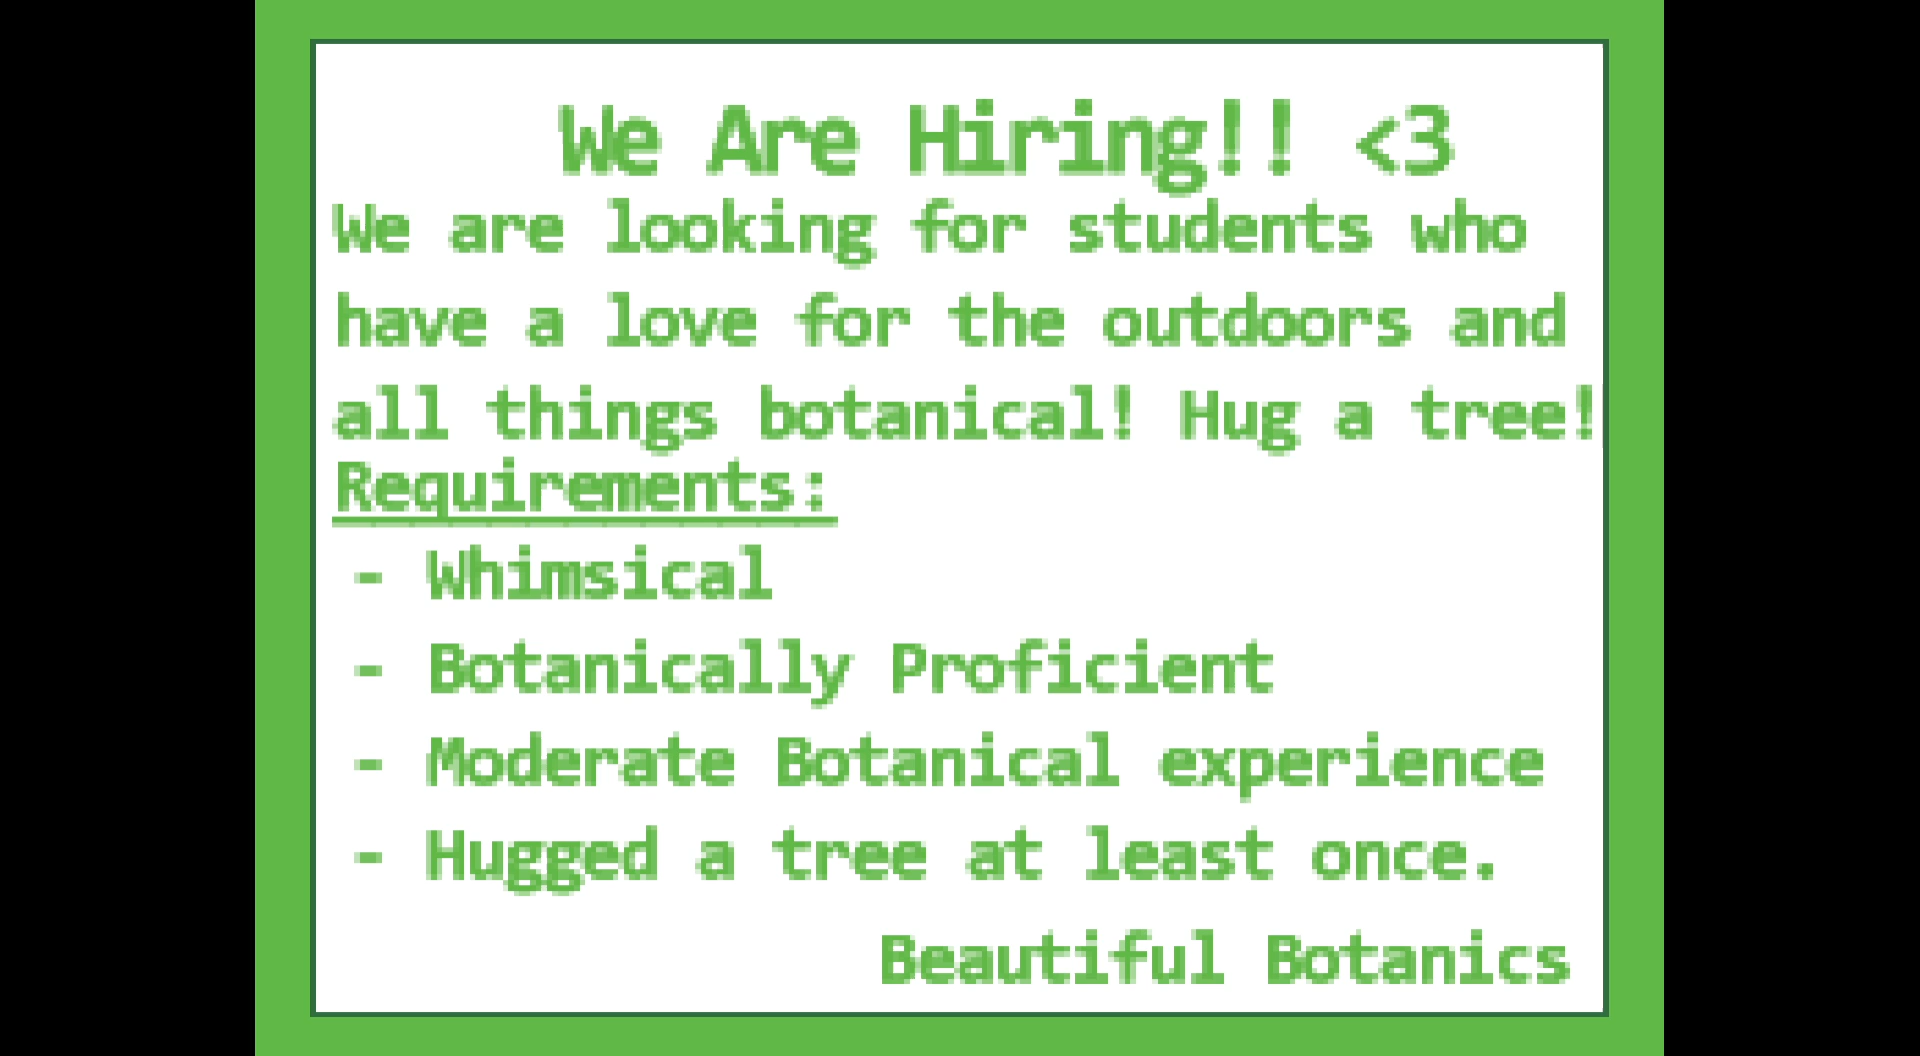 We Are Hiring!! <3
We are looking for students who
have a love for the outdoors and
all things botanical! Hug a tree!
Requirements:
- Whimsical
- Botanically Proficient
- Moderate Botanical experience
- Hugged a tree at least once.
Beautiful Botanics